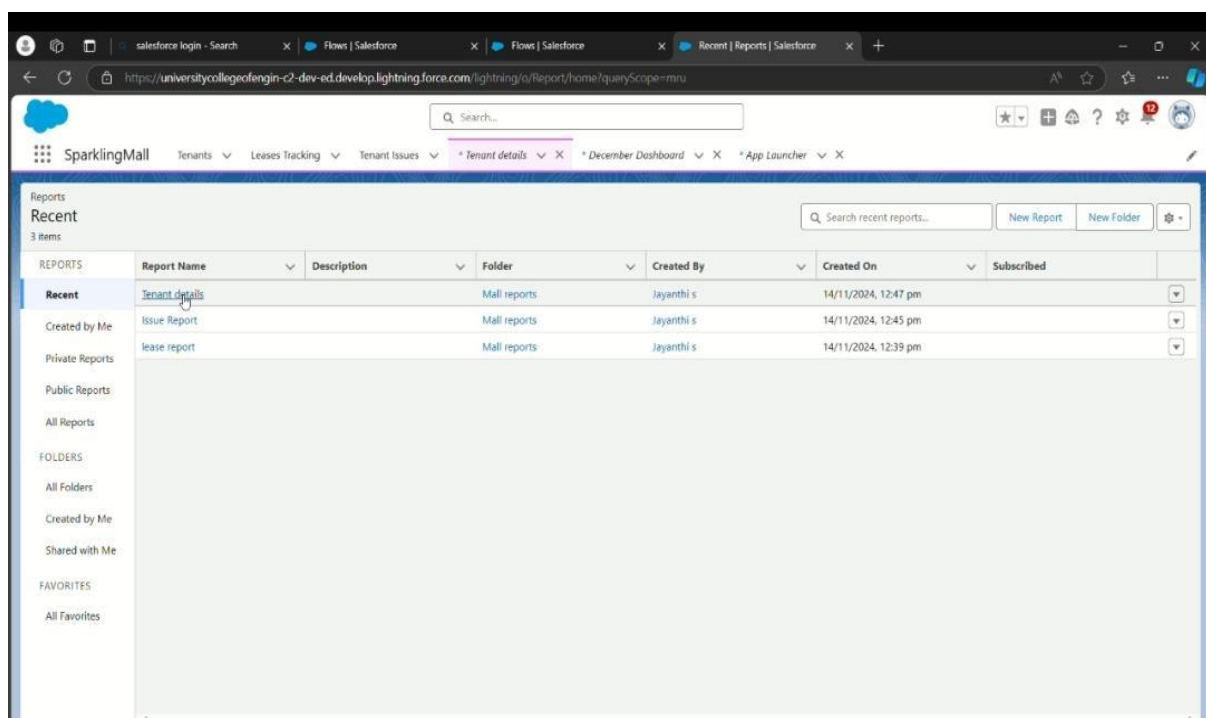 salesforce login - Search
Flows | Salesforce
Flows | Salesforce
Recent | Reports | Salesforce
https://universitycollegeofengin-c2-dev-ed.develop.lightning.force.com/lightning/o/Report/home?queryScope=mru
Search...
12
SparklingMall Tenants Leases Tracking Tenant Issues * Tenant details * December Dashboard * App Launcher
Reports
Recent
3 items
Search recent reports...
New Report New Folder
REPORTS Report Name Description Folder Created By Created On Subscribed
Recent Tenant details Mall reports Jayanthi s 14/11/2024, 12:47 pm
Created by Me Issue Report Mall reports Jayanthi s 14/11/2024, 12:45 pm
Private Reports lease report Mall reports Jayanthi s 14/11/2024, 12:39 pm
Public Reports
All Reports
FOLDERS
All Folders
Created by Me
Shared with Me
FAVORITES
All Favorites